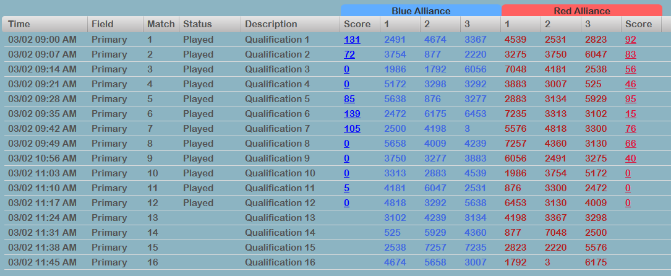 Blue Alliance Red Alliance
Time Field Match Status Description Score 1 2 3 1 2 3 Score
03/02 09:00 AM Primary 1 Played Qualification 1 131 2491 4674 3367 4539 2531 2823 92
03/02 09:07 AM Primary 2 Played Qualification 2 72 3754 877 2220 3275 3750 6047 83
03/02 09:14 AM Primary 3 Played Qualification 3 0 1986 1792 6056 7048 4181 2538 56
03/02 09:21 AM Primary 4 Played Qualification 4 0 5172 3298 3292 3883 3007 525 46
03/02 09:28 AM Primary 5 Played Qualification 5 85 5638 876 3277 2883 3134 5929 95
03/02 09:35 AM Primary 6 Played Qualification 6 139 2472 6175 6453 7235 3313 3102 15
03/02 09:42 AM Primary 7 Played Qualification 7 105 2500 4198 3 5576 4818 3300 76
03/02 09:49 AM Primary 8 Played Qualification 8 0 5658 4009 4239 7257 4360 3130 66
03/02 10:56 AM Primary 9 Played Qualification 9 0 3750 3277 3883 6056 2491 3275 40
03/02 11:03 AM Primary 10 Played Qualification 10 0 3313 2883 4539 1986 3754 5172 0
03/02 11:10 AM Primary 11 Played Qualification 11 5 4181 6047 2531 876 3300 2472 0
03/02 11:17 AM Primary 12 Played Qualification 12 0 4818 3292 5638 6453 3130 4009 0
03/02 11:24 AM Primary 13 Qualification 13 3102 4239 3134 4198 3367 3298
03/02 11:31 AM Primary 14 Qualification 14 525 5929 4360 877 7048 2500
03/02 11:38 AM Primary 15 Qualification 15 2538 7257 7235 2823 2220 5576
03/02 11:45 AM Primary 16 Qualification 16 4674 5658 3007 1792 3 6175